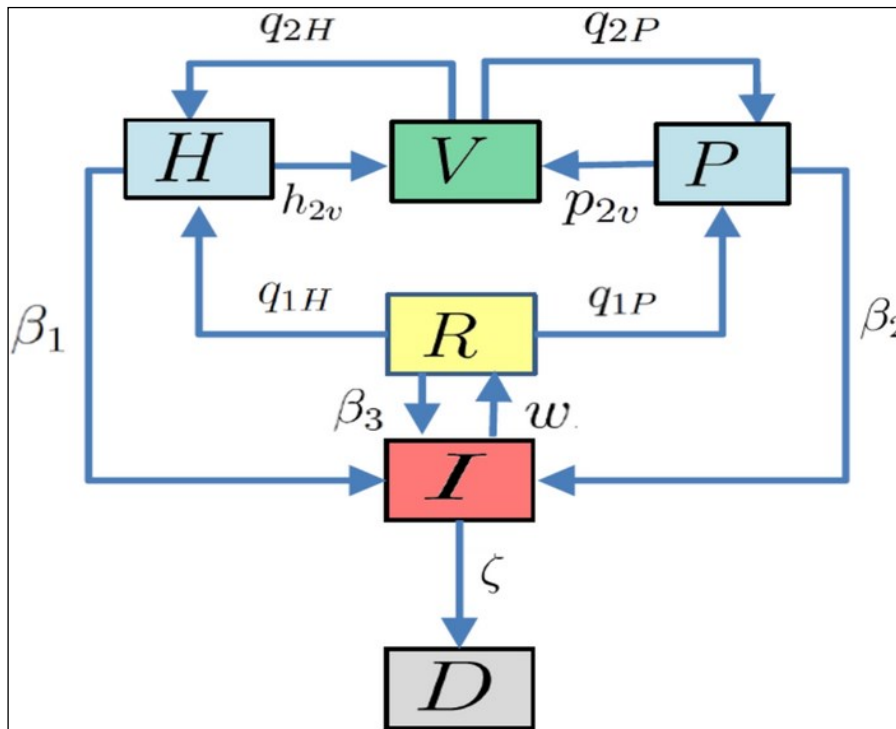 q2H q2P
H V P
h2v p2v
q1H q1P
β1 R β2
β3 w.
I
ζ
D